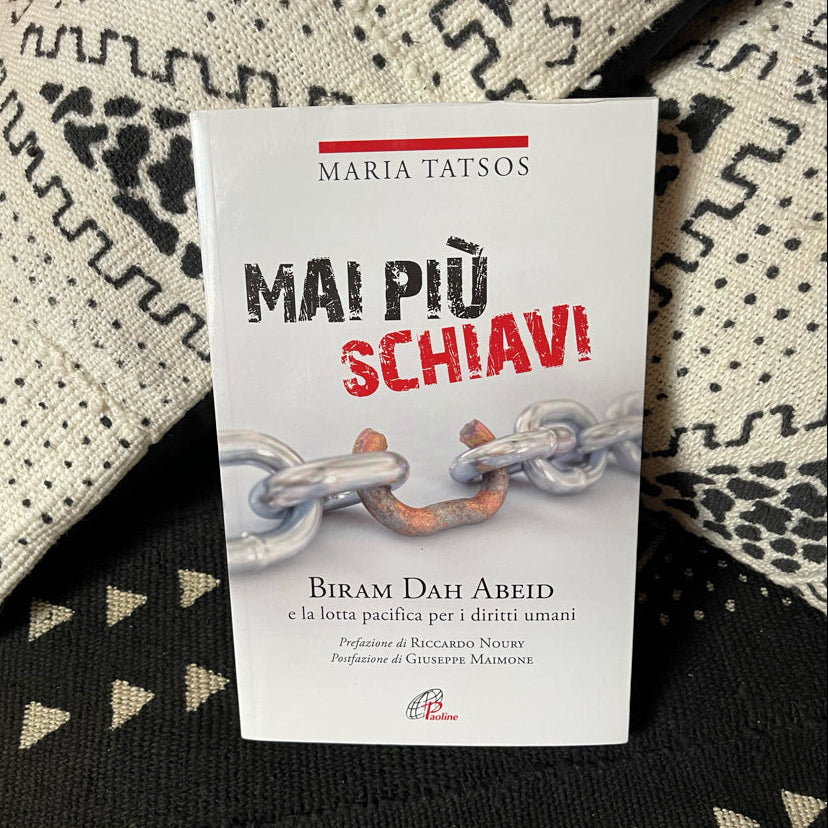 MARIA TATSOS
MAI PIÙ
SCHIAVI
BIRAM DAH ABEID
e la lotta pacifica per i diritti umani
Prefazione di RICCARDO NOURY
Postfazione di GIUSEPPE MAIMONE
Paoline